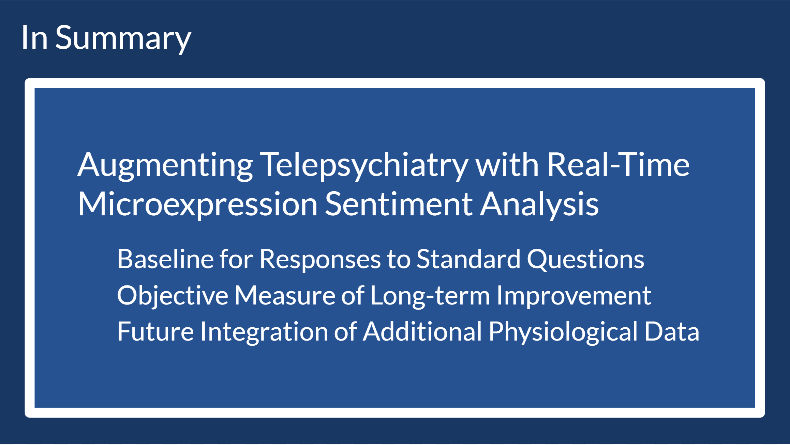 In Summary
Augmenting Telepsychiatry with Real-Time
Microexpression Sentiment Analysis
Baseline for Responses to Standard Questions
Objective Measure of Long-term Improvement
Future Integration of Additional Physiological Data